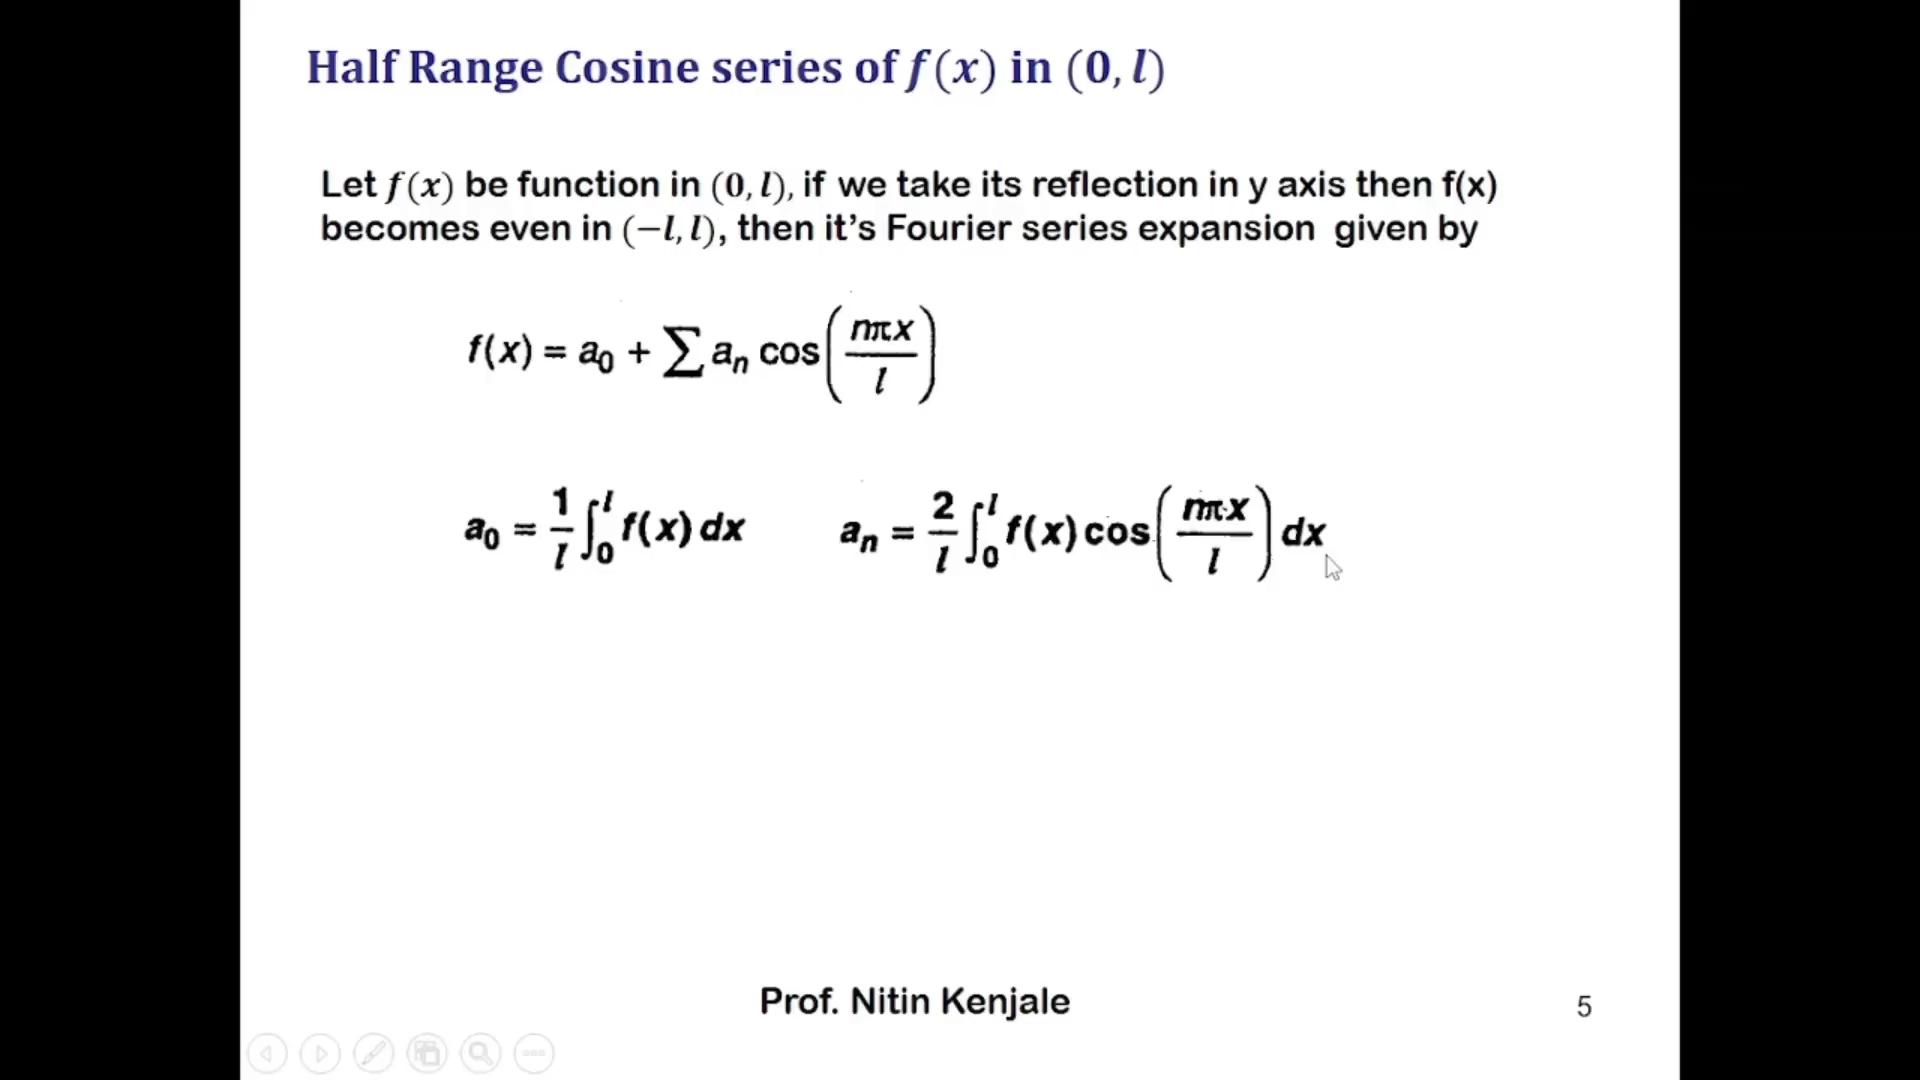 Half Range Cosine series of f(x) in (0, l)
Let f(x) be function in (0, l), if we take its reflection in y axis then f(x)
becomes even in (−l, l), then it’s Fourier series expansion given by
f(x) = a₀ + ∑ aₙ cos(nπx / l)
a₀ = 1/l ∫₀ˡ f(x) dx aₙ = 2/l ∫₀ˡ f(x) cos(nπx / l) dx
Prof. Nitin Kenjale
5